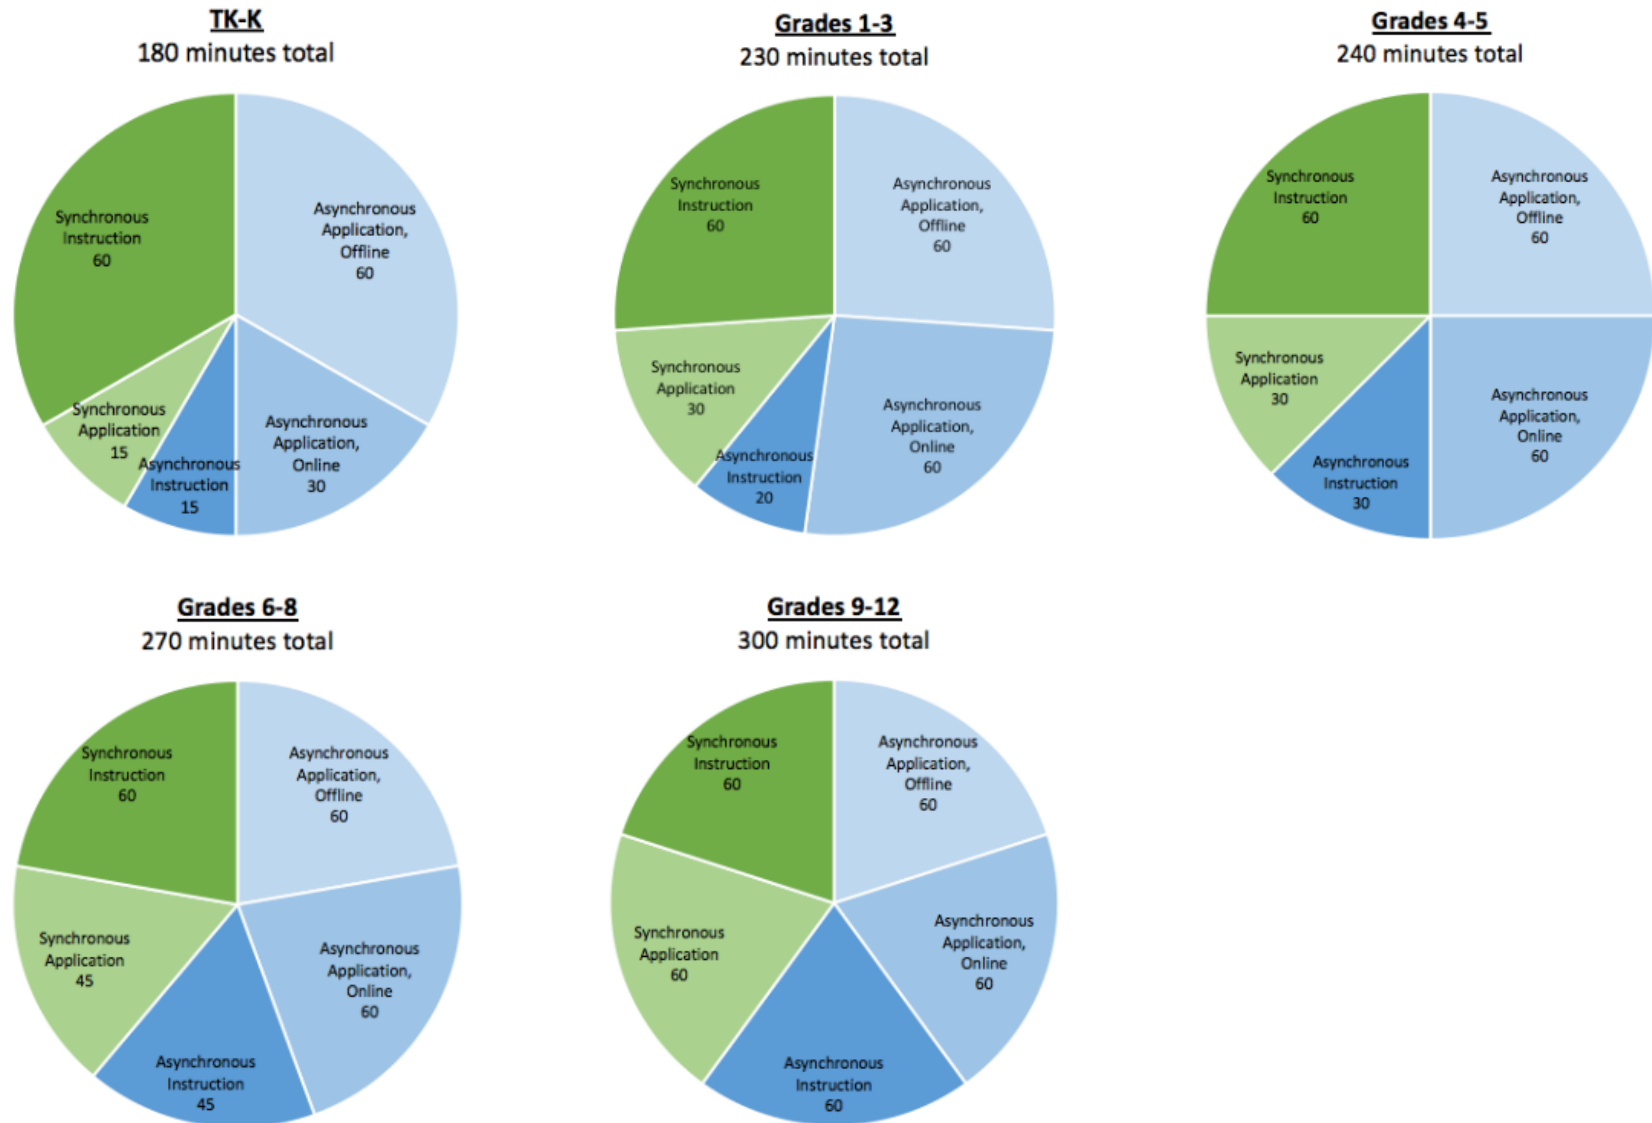 TK-K
180 minutes total
Synchronous
Instruction
60
Asynchronous
Application,
Offline
60
Synchronous
Application
15
Asynchronous
Instruction
15
Asynchronous
Application,
Online
30
Grades 1-3
230 minutes total
Synchronous
Instruction
60
Asynchronous
Application,
Offline
60
Synchronous
Application
30
Asynchronous
Instruction
20
Asynchronous
Application,
Online
60
Grades 4-5
240 minutes total
Synchronous
Instruction
60
Asynchronous
Application,
Offline
60
Synchronous
Application
30
Asynchronous
Instruction
30
Asynchronous
Application,
Online
60
Grades 6-8
270 minutes total
Synchronous
Instruction
60
Asynchronous
Application,
Offline
60
Synchronous
Application
45
Asynchronous
Instruction
45
Asynchronous
Application,
Online
60
Grades 9-12
300 minutes total
Synchronous
Instruction
60
Asynchronous
Application,
Offline
60
Synchronous
Application
60
Asynchronous
Instruction
60
Asynchronous
Application,
Online
60